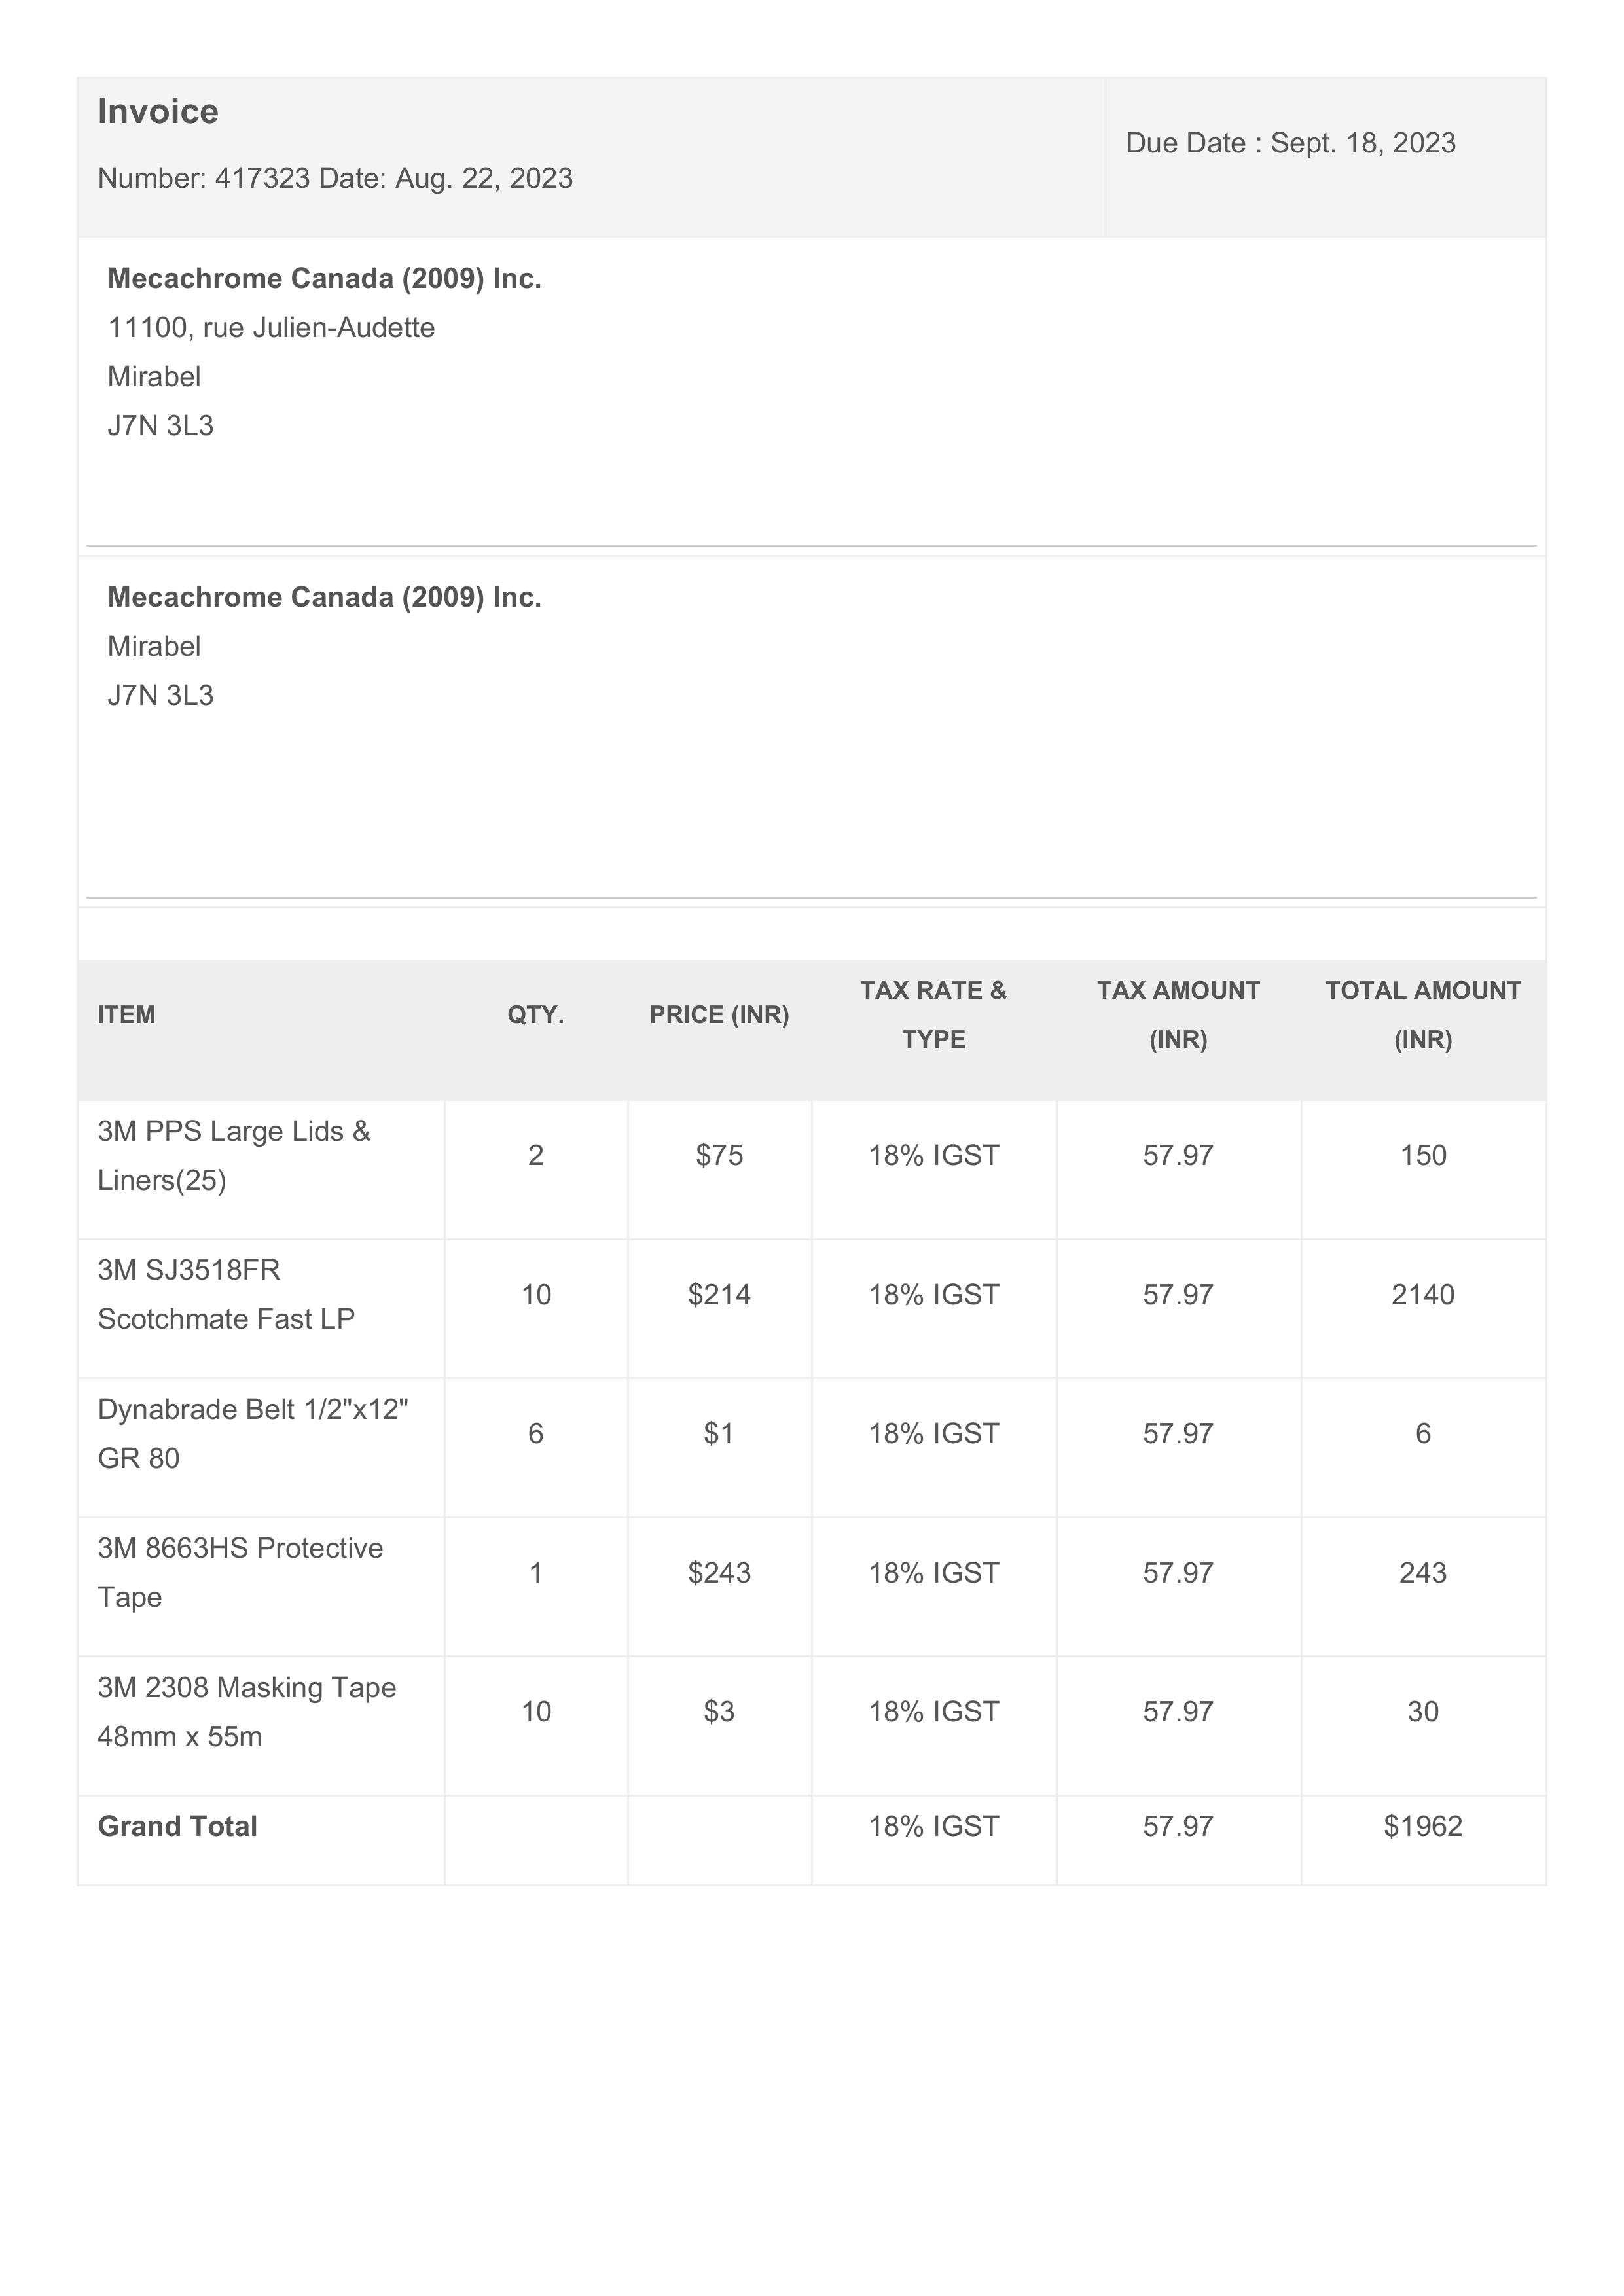 Invoice
Number: 417323 Date: Aug. 22, 2023
Due Date : Sept. 18, 2023
Mecachrome Canada (2009) Inc.
11100, rue Julien-Audette
Mirabel
J7N 3L3
Mecachrome Canada (2009) Inc.
Mirabel
J7N 3L3
ITEM QTY. PRICE (INR) TAX RATE & TYPE TAX AMOUNT (INR) TOTAL AMOUNT (INR)
3M PPS Large Lids & Liners(25) 2 $75 18% IGST 57.97 150
3M SJ3518FR Scotchmate Fast LP 10 $214 18% IGST 57.97 2140
Dynabrade Belt 1/2"x12" GR 80 6 $1 18% IGST 57.97 6
3M 8663HS Protective Tape 1 $243 18% IGST 57.97 243
3M 2308 Masking Tape 48mm x 55m 10 $3 18% IGST 57.97 30
Grand Total 18% IGST 57.97 $1962